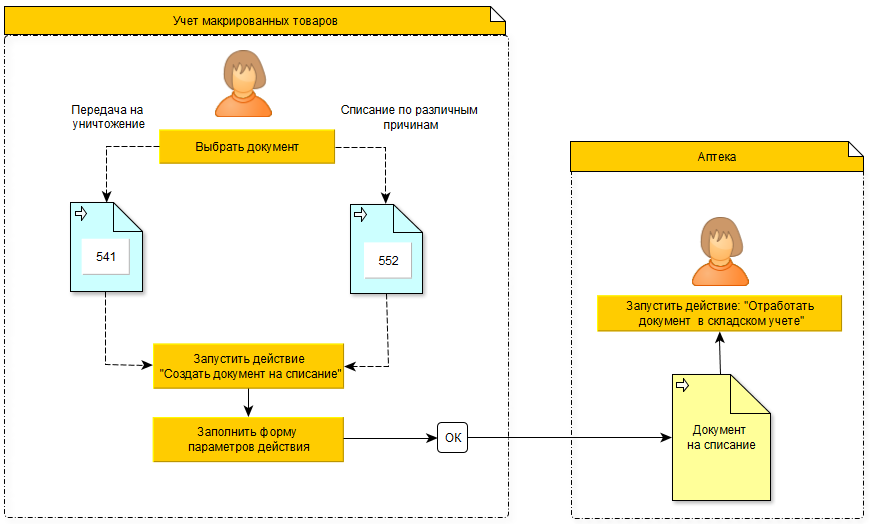 Учет макрированных товаров
Передача на
уничтожение
Списание по различным
причинам
Выбрать документ
541
552
Запустить действие
"Создать документ на списание"
Заполнить форму
параметров действия
ОК
Аптека
Запустить действие: "Отработать
документ в складском учете"
Документ
на списание